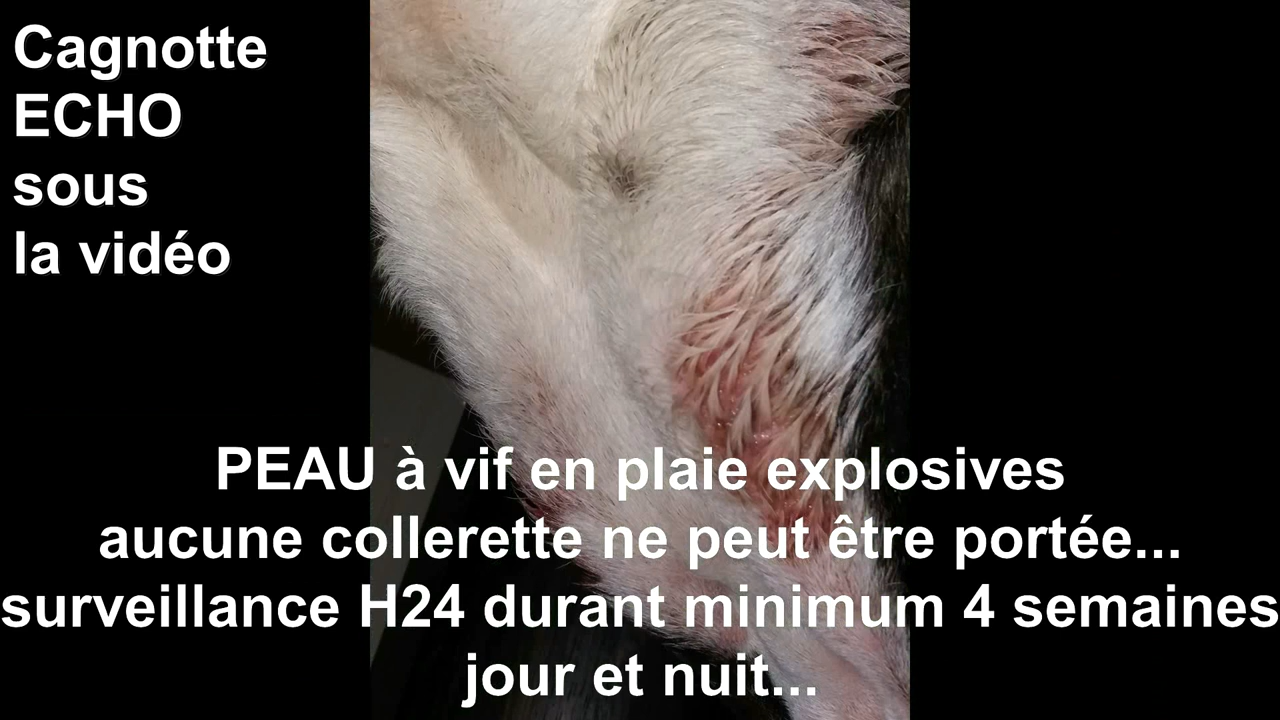 Cagnotte
ECHO
sous
la vidéo
PEAU à vif en plaie explosives
aucune collerette ne peut être portée...
surveillance H24 durant minimum 4 semaines
jour et nuit...